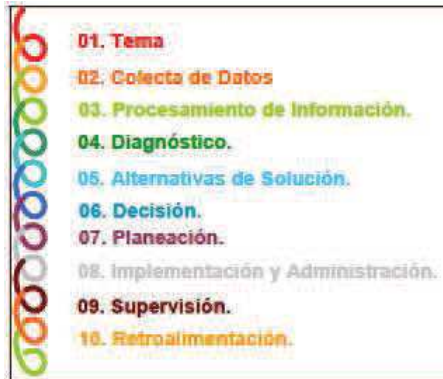 01. Tema
02. Colecta de Datos
03. Procesamiento de Información.
04. Diagnóstico.
05. Alternativas de Solución.
06. Decisión.
07. Planeación.
08. Implementación y Administración.
09. Supervisión.
10. Retroalimentación.